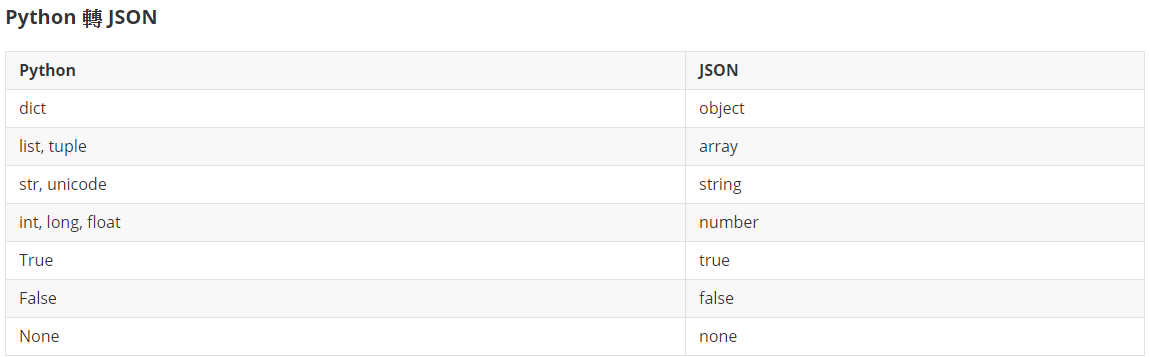 Python 轉 JSON
Python JSON
dict object
list, tuple array
str, unicode string
int, long, float number
True true
False false
None none